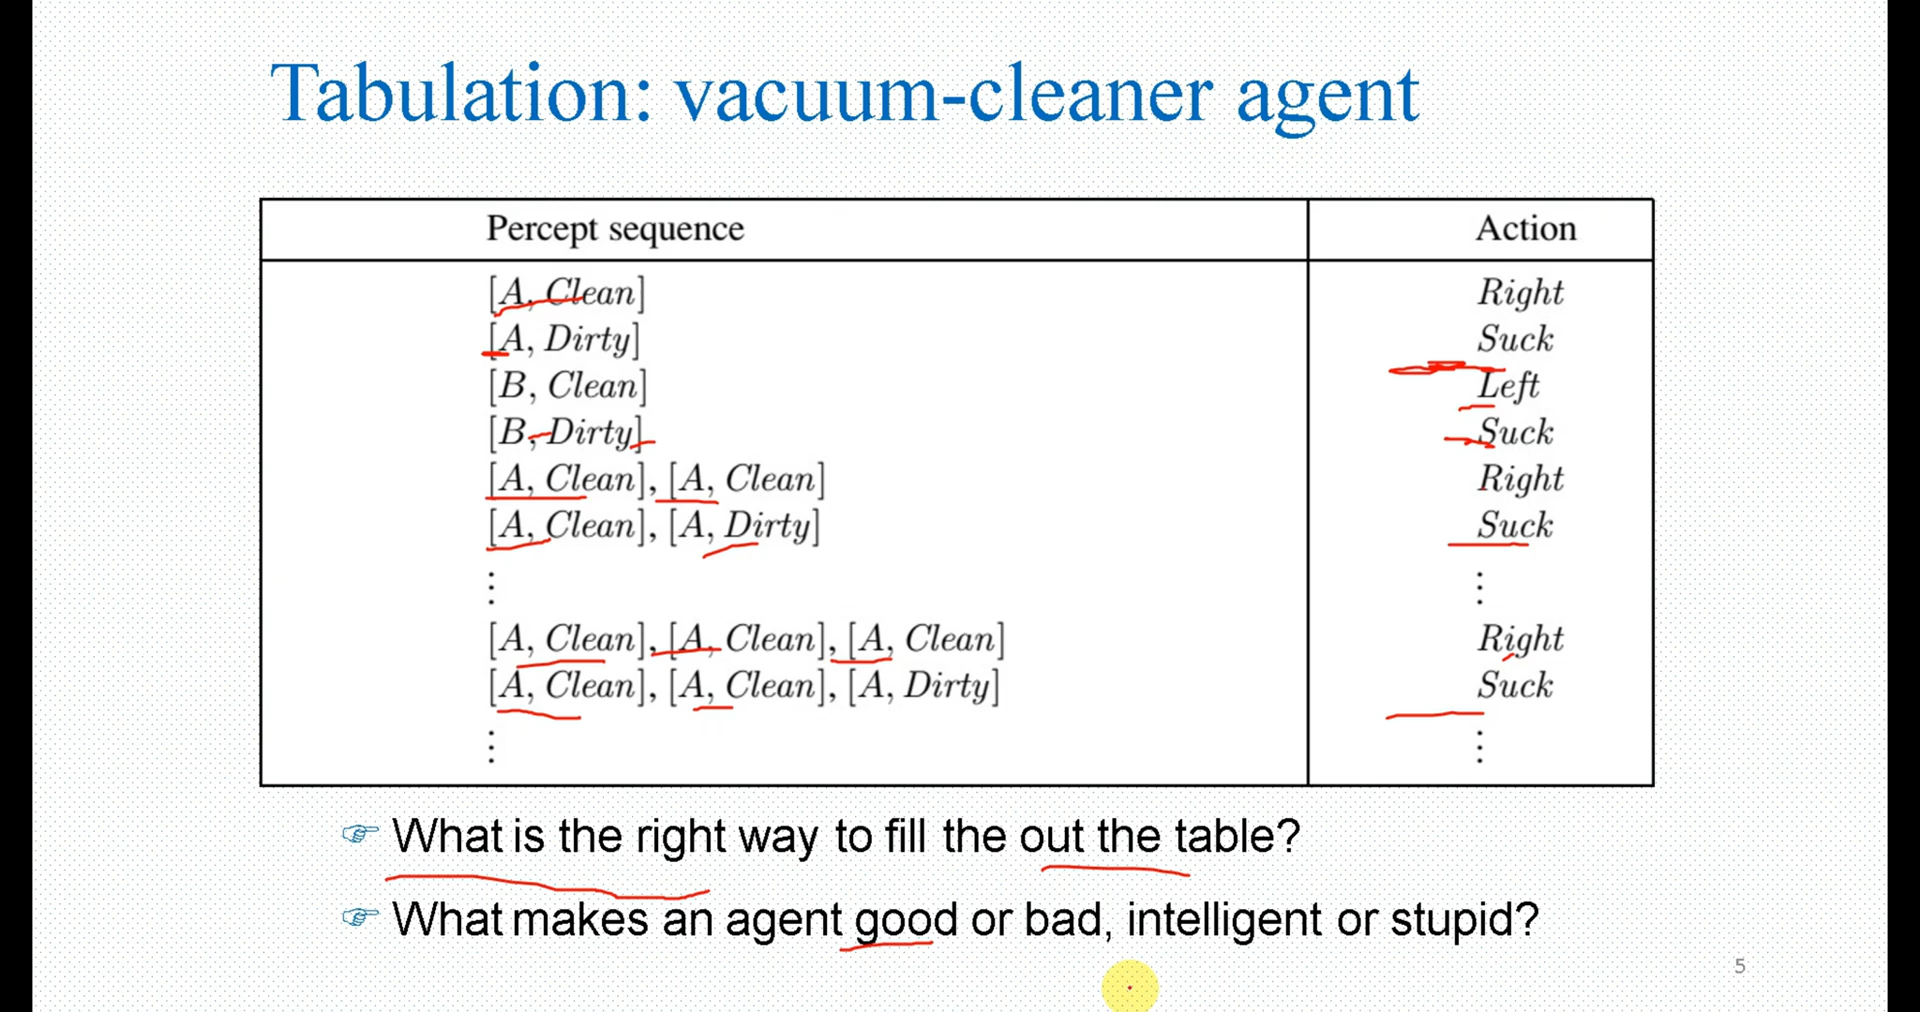 Tabulation: vacuum-cleaner agent
Percept sequence Action
[A, Clean] Right
[A, Dirty] Suck
[B, Clean] Left
[B, Dirty] Suck
[A, Clean], [A, Clean] Right
[A, Clean], [A, Dirty] Suck
⋮ ⋮
[A, Clean], [A, Clean], [A, Clean] Right
[A, Clean], [A, Clean], [A, Dirty] Suck
⋮ ⋮
☞ What is the right way to fill the out the table?
☞ What makes an agent good or bad, intelligent or stupid?
5